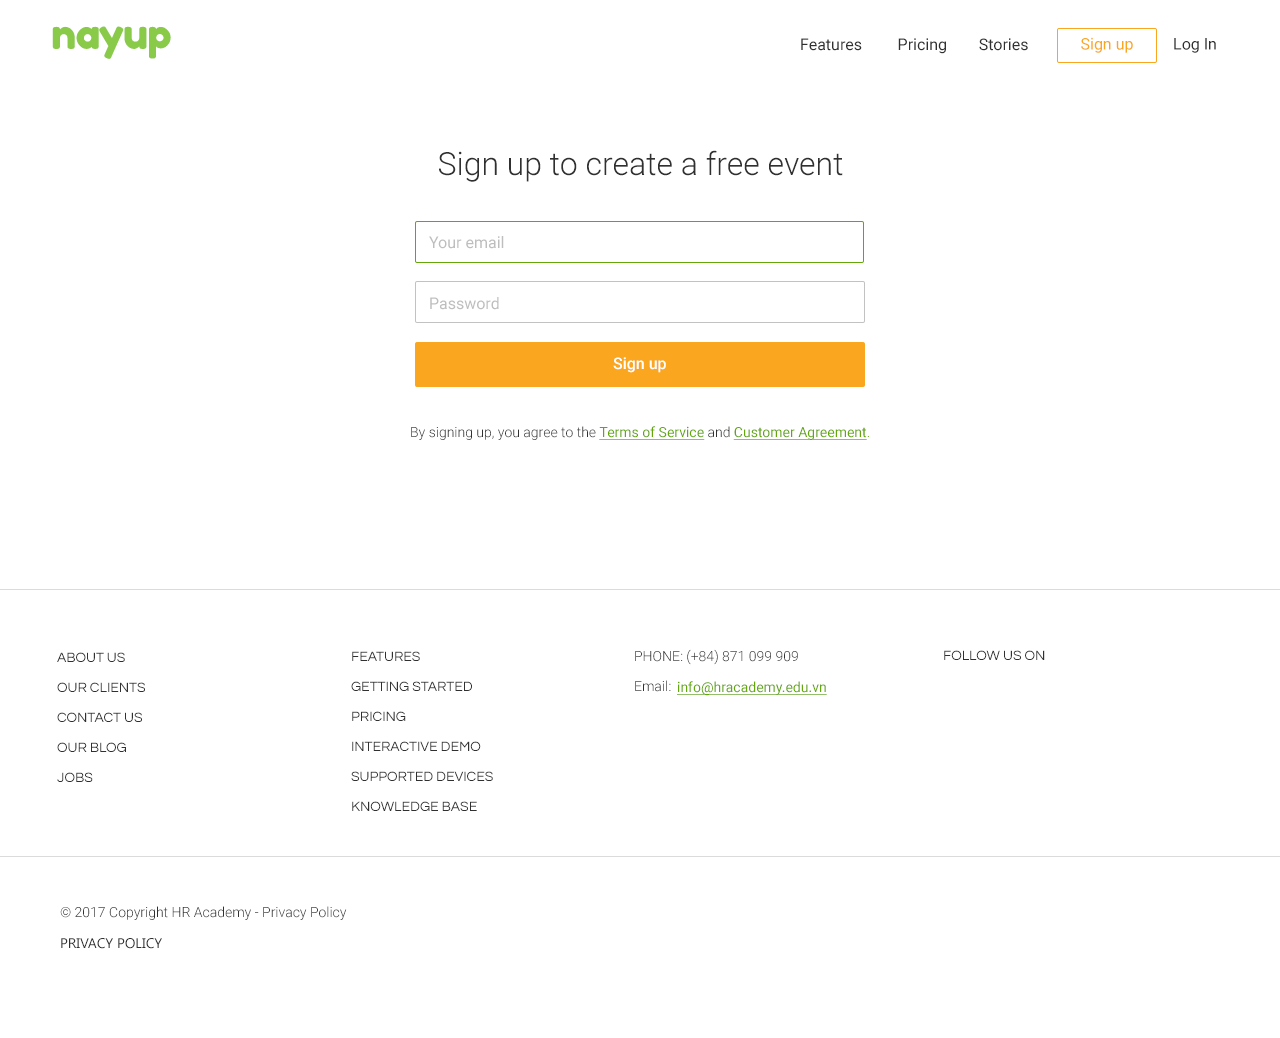 nayup
Features Pricing Stories Sign up Log In
Sign up to create a free event
Your email
Password
Sign up
By signing up, you agree to the Terms of Service and Customer Agreement.
ABOUT US
OUR CLIENTS
CONTACT US
OUR BLOG
JOBS
FEATURES
GETTING STARTED
PRICING
INTERACTIVE DEMO
SUPPORTED DEVICES
KNOWLEDGE BASE
PHONE: (+84) 871 099 909
Email: info@hracademy.edu.vn
FOLLOW US ON
© 2017 Copyright HR Academy - Privacy Policy
PRIVACY POLICY